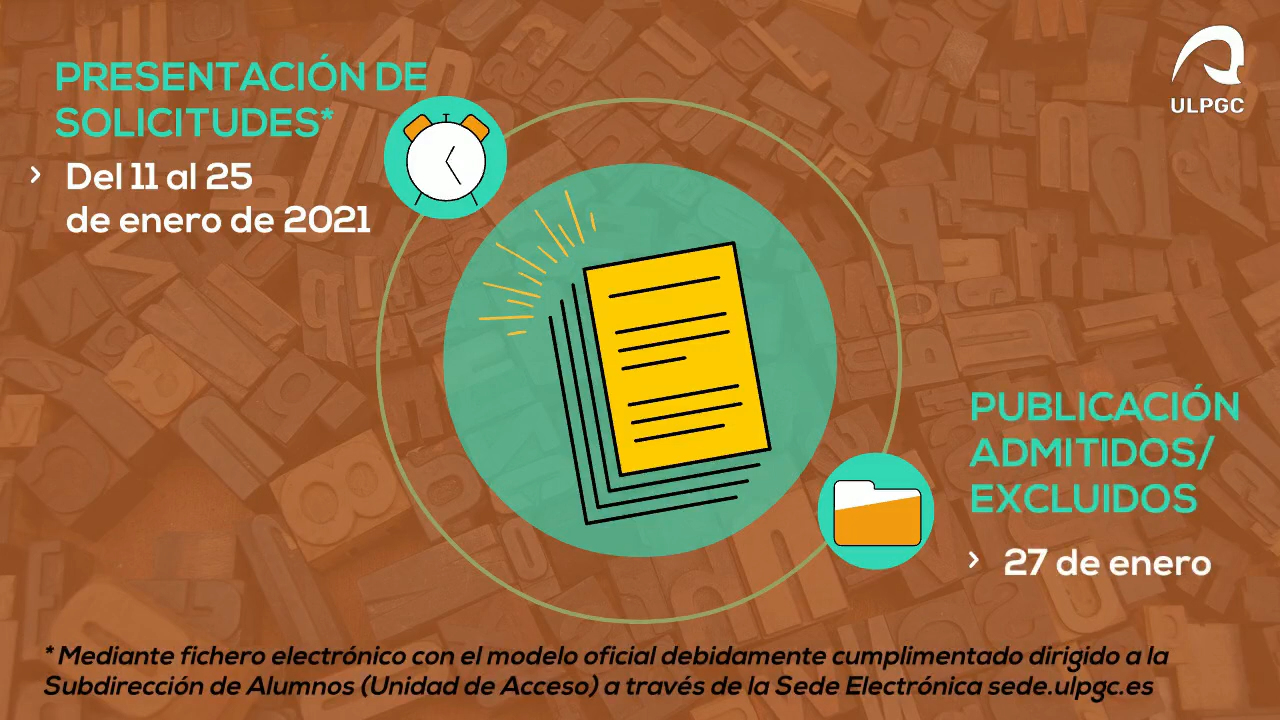 PRESENTACIÓN DE
SOLICITUDES*
› Del 11 al 25
de enero de 2021
ULPGC
PUBLICACIÓN
ADMITIDOS/
EXCLUIDOS
› 27 de enero
* Mediante fichero electrónico con el modelo oficial debidamente cumplimentado dirigido a la
Subdirección de Alumnos (Unidad de Acceso) a través de la Sede Electrónica sede.ulpgc.es